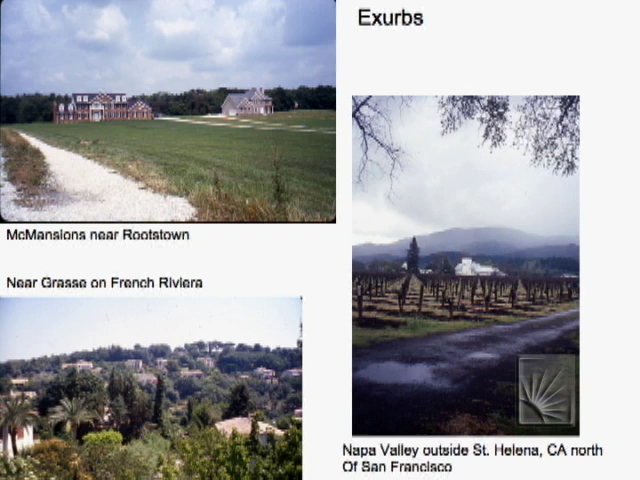 Exurbs
McMansions near Rootstown
Near Grasse on French Riviera
Napa Valley outside St. Helena, CA north
Of San Francisco